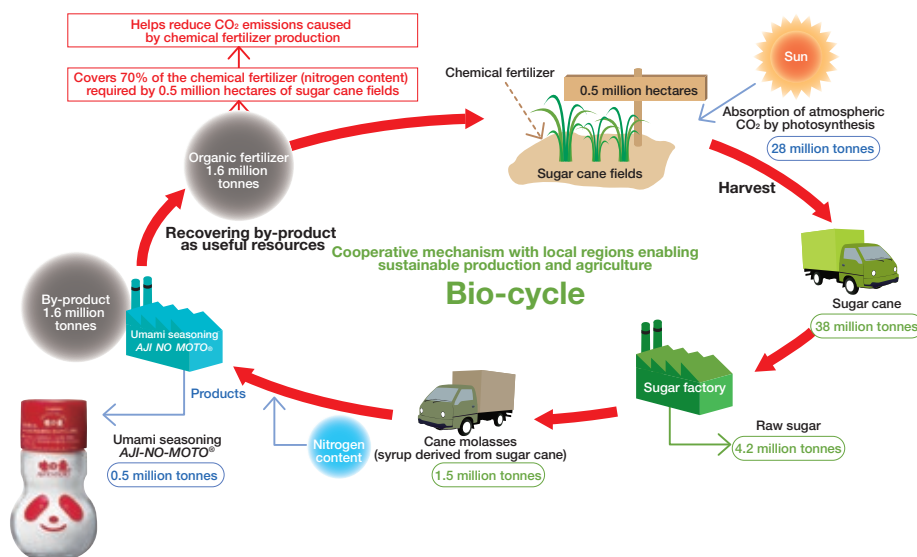 Helps reduce CO₂ emissions caused
by chemical fertilizer production
Covers 70% of the chemical fertilizer (nitrogen content)
required by 0.5 million hectares of sugar cane fields
Organic fertilizer
1.6 million
tonnes
Recovering by-product
as useful resources
Chemical fertilizer
0.5 million hectares
Sugar cane fields
Sun
Absorption of atmospheric
CO₂ by photosynthesis
28 million tonnes
Harvest
Cooperative mechanism with local regions enabling
sustainable production and agriculture
Bio-cycle
Sugar cane
38 million tonnes
Sugar factory
Raw sugar
4.2 million tonnes
Cane molasses
(syrup derived from sugar cane)
1.5 million tonnes
Nitrogen
content
Products
By-product
1.6 million
tonnes
Umami seasoning
AJI NO MOTO®
Umami seasoning
AJI-NO-MOTO®
0.5 million tonnes
味の素